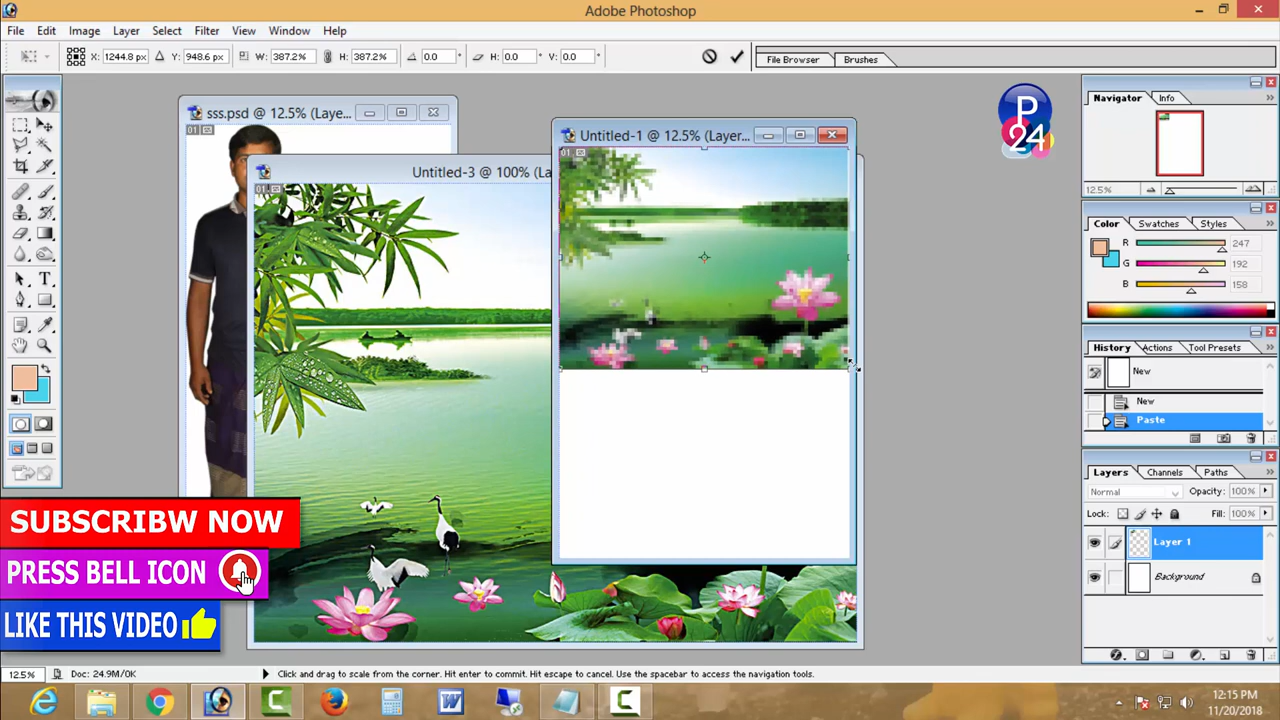 Adobe Photoshop
File Edit Image Layer Select Filter View Window Help
X: 1244.8 px Y: 948.6 px W: 387.2% H: 387.2% 0.0 ° H: 0.0 ° V: 0.0 °
File Browser Brushes
sss.psd @ 12.5% (Laye...
01
Untitled-3 @ 100% (La
01
Untitled-1 @ 12.5% (Layer...
01
P
24
Navigator Info
12.5%
Color Swatches Styles
R 247
G 192
B 158
History Actions Tool Presets
New
New
Paste
Layers Channels Paths
Normal Opacity: 100%
Lock: Fill: 100%
Layer 1
Background
T
SUBSCRIBW NOW
PRESS BELL ICON
LIKE THIS VIDEO
12.5% Doc: 24.9M/0K Click and drag to scale from the corner. Hit enter to commit. Hit escape to cancel. Use the spacebar to access the navigation tools.
12:15 PM
11/20/2018